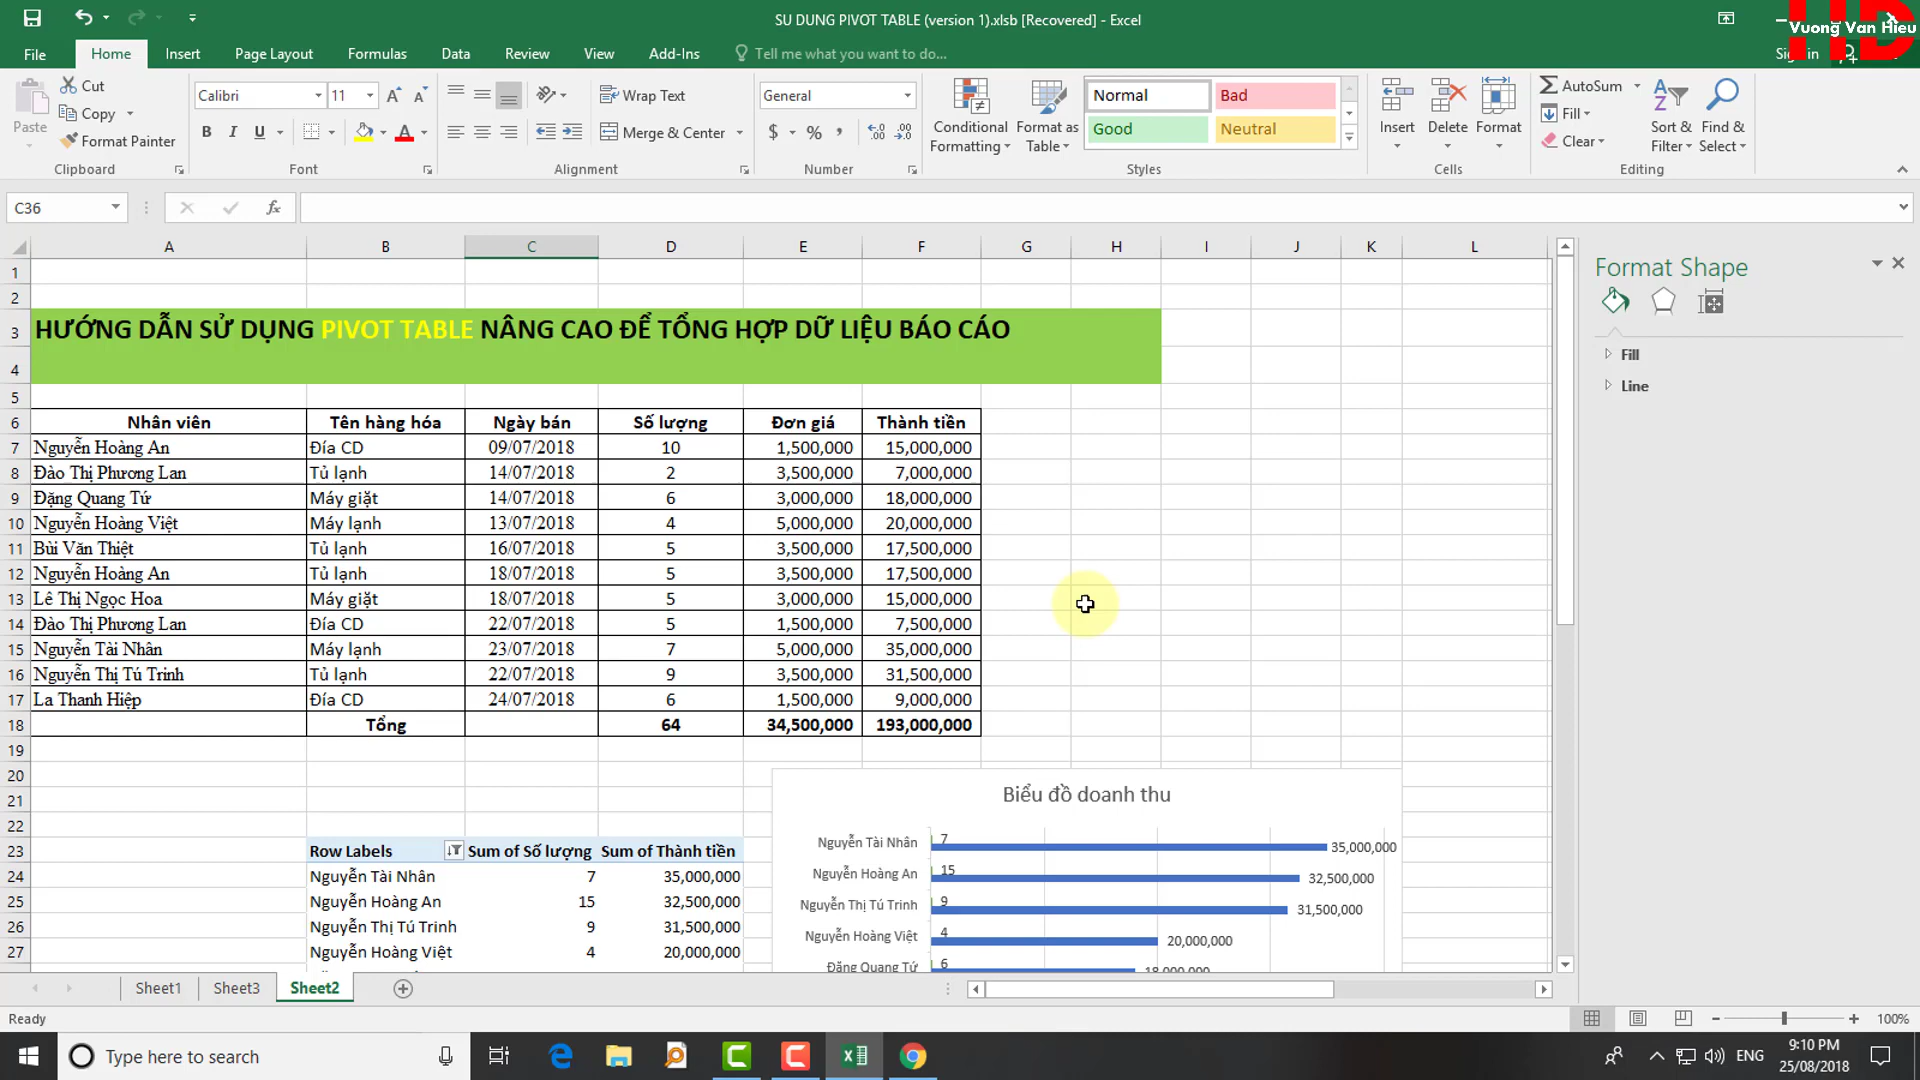 SU DUNG PIVOT TABLE (version 1).xlsb [Recovered] - Excel
Vuong Van Hieu
File Home Insert Page Layout Formulas Data Review View Add-Ins Tell me what you want to do...
Paste
Cut
Copy
Format Painter
Clipboard
Calibri 11
B I U
Font
Wrap Text
Merge & Center
Alignment
General
$ %
Number
Conditional Formatting
Format as Table
Normal Bad
Good Neutral
Styles
Insert Delete Format
Cells
AutoSum
Fill
Clear
Sort & Filter
Find & Select
Editing
C36 fx
A B C D E F G H I J K L
1
2
3 HƯỚNG DẪN SỬ DỤNG PIVOT TABLE NÂNG CAO ĐỂ TỔNG HỢP DỮ LIỆU BÁO CÁO
4
5
6 Nhân viên Tên hàng hóa Ngày bán Số lượng Đơn giá Thành tiền
7 Nguyễn Hoàng An Đía CD 09/07/2018 10 1,500,000 15,000,000
8 Đào Thị Phương Lan Tủ lạnh 14/07/2018 2 3,500,000 7,000,000
9 Đặng Quang Tứ Máy giặt 14/07/2018 6 3,000,000 18,000,000
10 Nguyễn Hoàng Việt Máy lạnh 13/07/2018 4 5,000,000 20,000,000
11 Bùi Văn Thiệt Tủ lạnh 16/07/2018 5 3,500,000 17,500,000
12 Nguyễn Hoàng An Tủ lạnh 18/07/2018 5 3,500,000 17,500,000
13 Lê Thị Ngọc Hoa Máy giặt 18/07/2018 5 3,000,000 15,000,000
14 Đào Thị Phương Lan Đía CD 22/07/2018 5 1,500,000 7,500,000
15 Nguyễn Tài Nhân Máy lạnh 23/07/2018 7 5,000,000 35,000,000
16 Nguyễn Thị Tú Trinh Tủ lạnh 22/07/2018 9 3,500,000 31,500,000
17 La Thanh Hiệp Đía CD 24/07/2018 6 1,500,000 9,000,000
18 Tổng 64 34,500,000 193,000,000
19
20
21
22
23 Row Labels Sum of Số lượng Sum of Thành tiền
24 Nguyễn Tài Nhân 7 35,000,000
25 Nguyễn Hoàng An 15 32,500,000
26 Nguyễn Thị Tú Trinh 9 31,500,000
27 Nguyễn Hoàng Việt 4 20,000,000
Biểu đồ doanh thu
Nguyễn Tài Nhân 7 35,000,000
Nguyễn Hoàng An 15 32,500,000
Nguyễn Thị Tú Trinh 9 31,500,000
Nguyễn Hoàng Việt 4 20,000,000
Đặng Quang Tứ 6 18,000,000
Format Shape
Fill
Line
Sheet1 Sheet3 Sheet2
Ready 100%
Type here to search
ENG
9:10 PM
25/08/2018